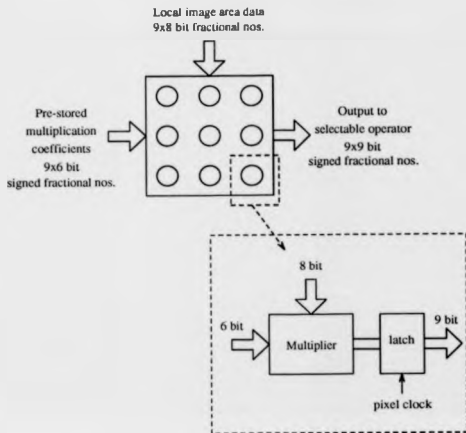 Local image area data
9x8 bit fractional nos.
Pre-stored
multiplication
coefficients
9x6 bit
signed fractional nos.
Output to
selectable operator
9x9 bit
signed fractional nos.
8 bit
6 bit
Multiplier
latch
9 bit
pixel clock